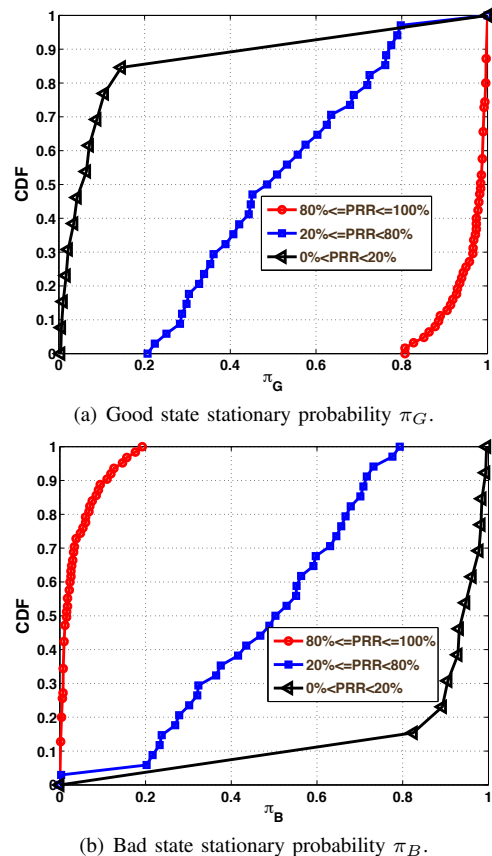 1
0.9
0.8
0.7
0.6
0.5
0.4
0.3
0.2
0.1
0
CDF
80%<=PRR<=100%
20%<=PRR<80%
0%<PRR<20%
0 0.2 0.4 0.6 0.8 1
π_G
(a) Good state stationary probability π_G.
1
0.9
0.8
0.7
0.6
0.5
0.4
0.3
0.2
0.1
0
CDF
80%<=PRR<=100%
20%<=PRR<80%
0%<PRR<20%
0 0.2 0.4 0.6 0.8 1
π_B
(b) Bad state stationary probability π_B.